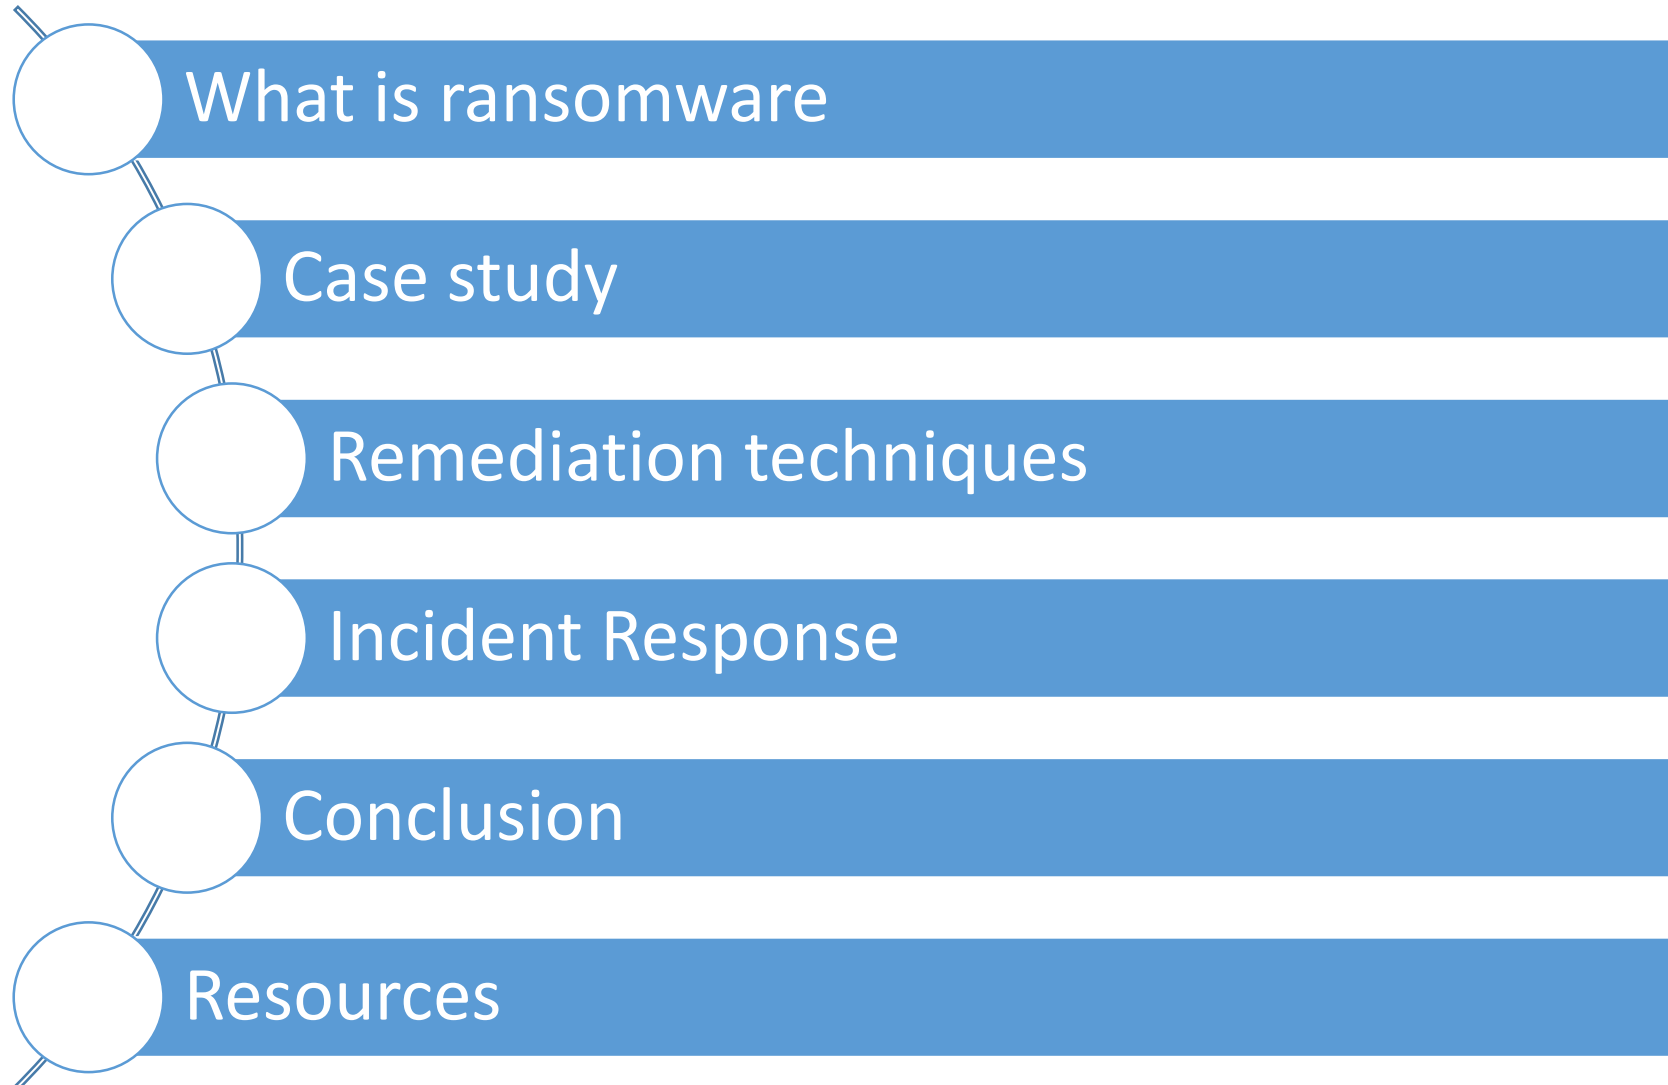 What is ransomware
Case study
Remediation techniques
Incident Response
Conclusion
Resources